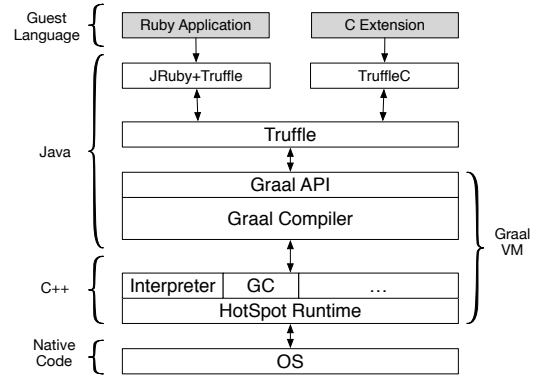 Guest
Language
Ruby Application
C Extension
JRuby+Truffle
TruffleC
Java
Truffle
Graal API
Graal Compiler
Graal
VM
C++
Interpreter
GC
...
HotSpot Runtime
Native
Code
OS